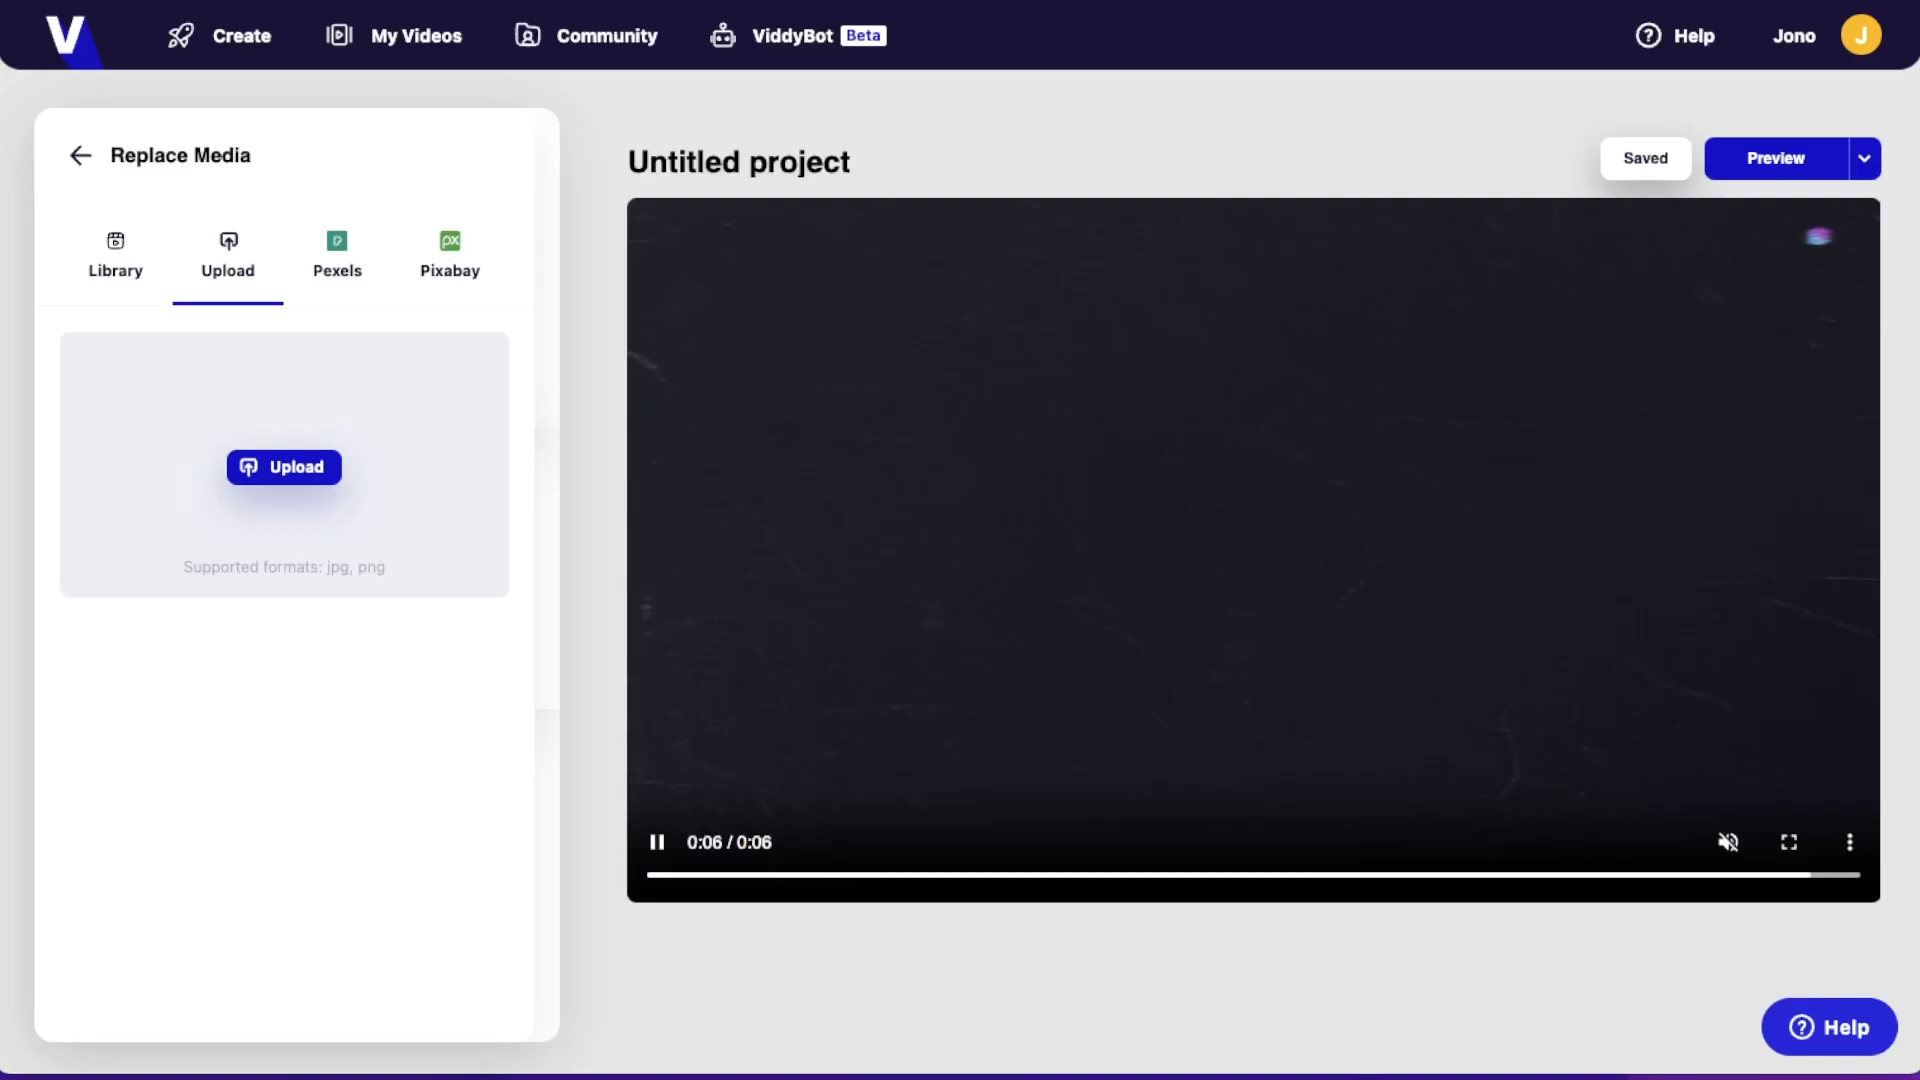 V
Create
My Videos
Community
ViddyBot Beta
Help
Jono
J
Replace Media
Library
Upload
Pexels
px
Pixabay
Upload
Supported formats: jpg, png
Untitled project
Saved
Preview
0:06 / 0:06
Help